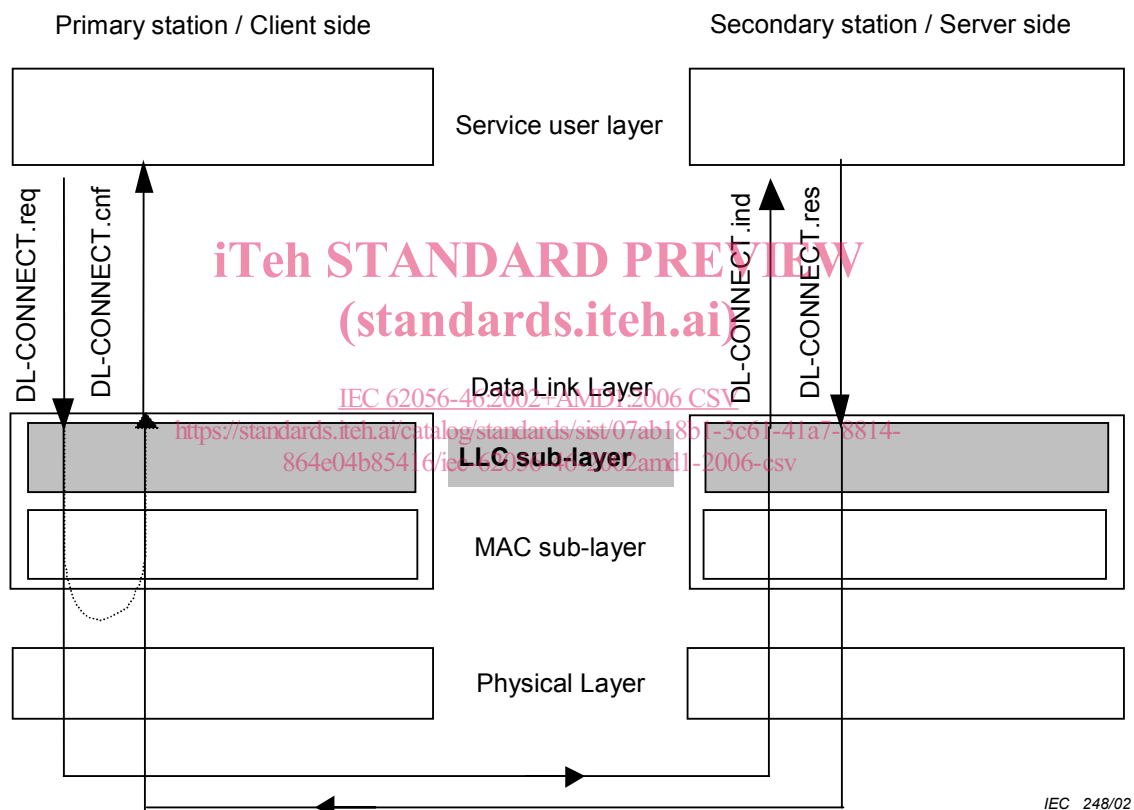 Primary station / Client side
Secondary station / Server side
Service user layer
DL-CONNECT.req
DL-CONNECT.cnf
DL-CONNECT.ind
DL-CONNECT.res
iTeh STANDARD PREVIEW
(standards.iteh.ai)
Data Link Layer
IEC 62056-46:2002+AMD1:2006 CSV
https://standards.iteh.ai/catalog/standards/sist/07ab18b1-3c61-41a7-8814-
864e04b85416/iec-62056-46-2002amd1-2006-csv
LLC sub-layer
MAC sub-layer
Physical Layer
IEC 248/02